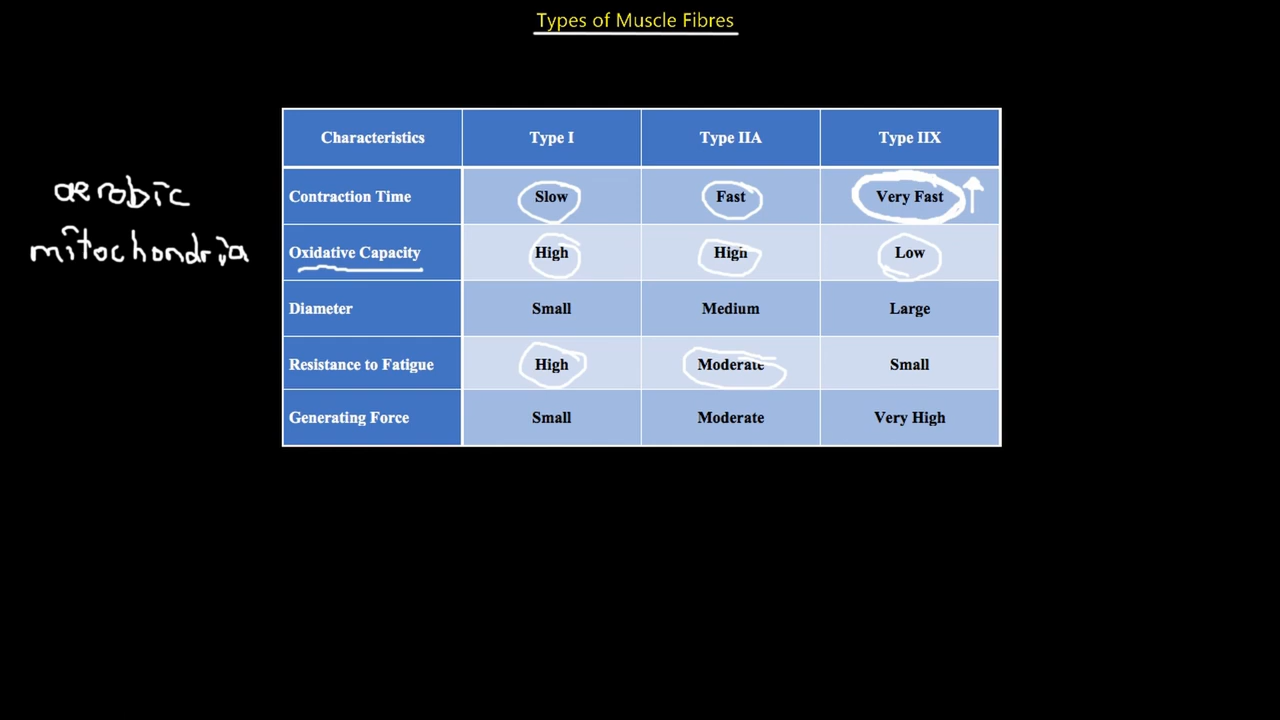 Types of Muscle Fibres
Characteristics Type I Type IIA Type IIX
Contraction Time Slow Fast Very Fast
aerobic
mitochondria
Oxidative Capacity High High Low
Diameter Small Medium Large
Resistance to Fatigue High Moderate Small
Generating Force Small Moderate Very High